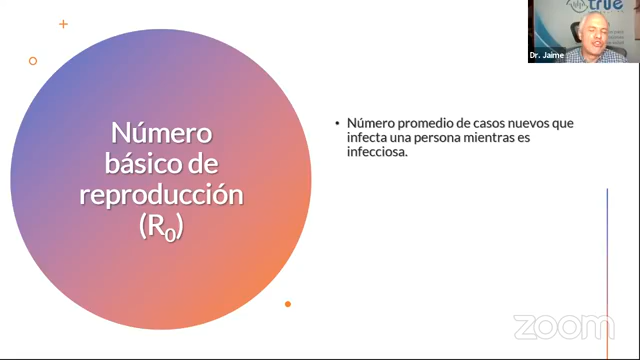 true
Dr. Jaime
Número
básico de
reproducción
(R₀)
• Número promedio de casos nuevos que
infecta una persona mientras es
infecciosa.
zoom